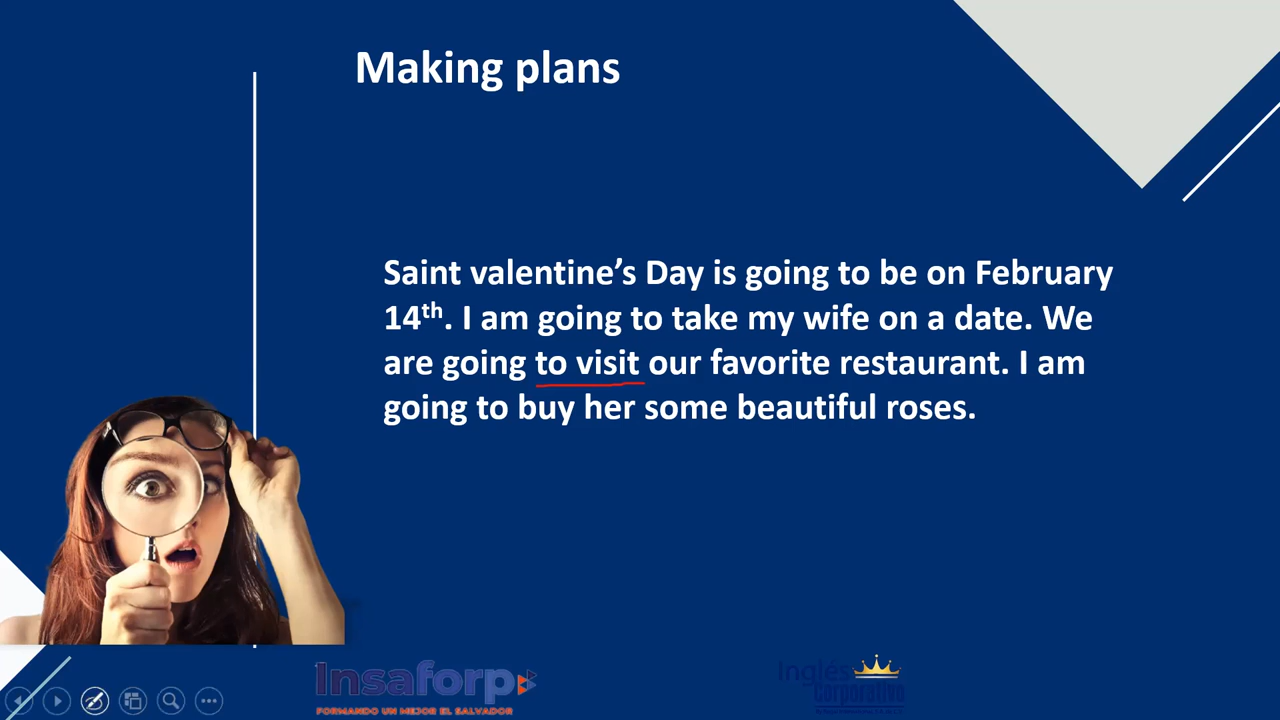 Making plans
Saint valentine’s Day is going to be on February
14th. I am going to take my wife on a date. We
are going to visit our favorite restaurant. I am
going to buy her some beautiful roses.
Insaforp
FORMANDO UN MEJOR EL SALVADOR
Inglés
Corporativo